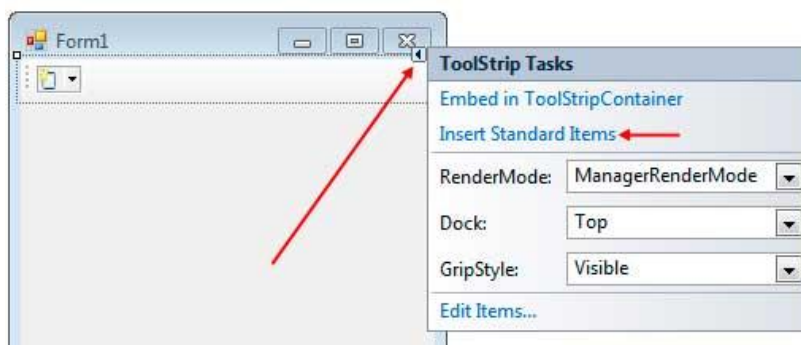 Form1
ToolStrip Tasks
Embed in ToolStripContainer
Insert Standard Items
RenderMode: ManagerRenderMode
Dock: Top
GripStyle: Visible
Edit Items...